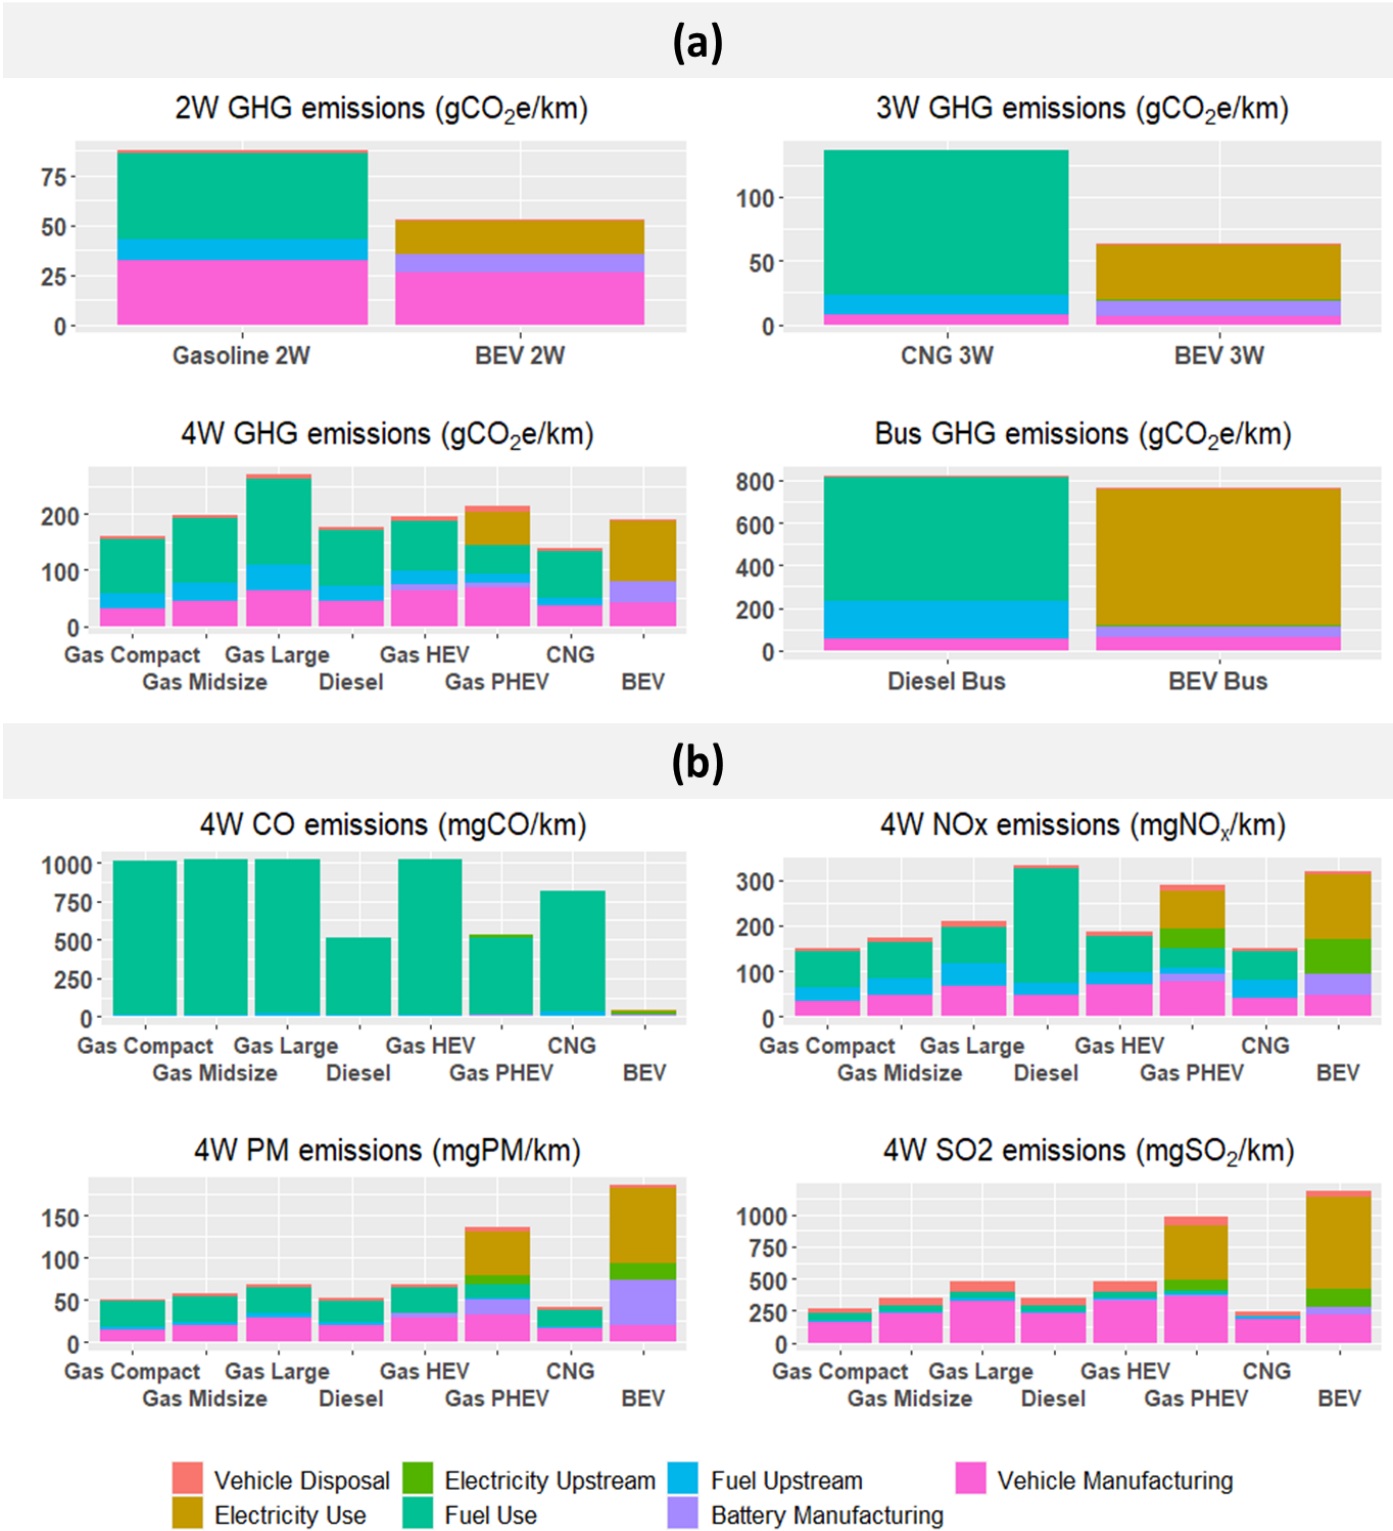 (a)
2W GHG emissions (gCO₂e/km)
75
50
25
0
Gasoline 2W BEV 2W
3W GHG emissions (gCO₂e/km)
100
50
0
CNG 3W BEV 3W
4W GHG emissions (gCO₂e/km)
200
100
0
Gas Compact Gas Large Gas HEV CNG
Gas Midsize Diesel Gas PHEV BEV
Bus GHG emissions (gCO₂e/km)
800
600
400
200
0
Diesel Bus BEV Bus
(b)
4W CO emissions (mgCO/km)
1000
750
500
250
0
Gas Compact Gas Large Gas HEV CNG
Gas Midsize Diesel Gas PHEV BEV
4W NOx emissions (mgNOₓ/km)
300
200
100
0
Gas Compact Gas Large Gas HEV CNG
Gas Midsize Diesel Gas PHEV BEV
4W PM emissions (mgPM/km)
150
100
50
0
Gas Compact Gas Large Gas HEV CNG
Gas Midsize Diesel Gas PHEV BEV
4W SO2 emissions (mgSO₂/km)
1000
750
500
250
0
Gas Compact Gas Large Gas HEV CNG
Gas Midsize Diesel Gas PHEV BEV
Vehicle Disposal Electricity Upstream Fuel Upstream Vehicle Manufacturing
Electricity Use Fuel Use Battery Manufacturing